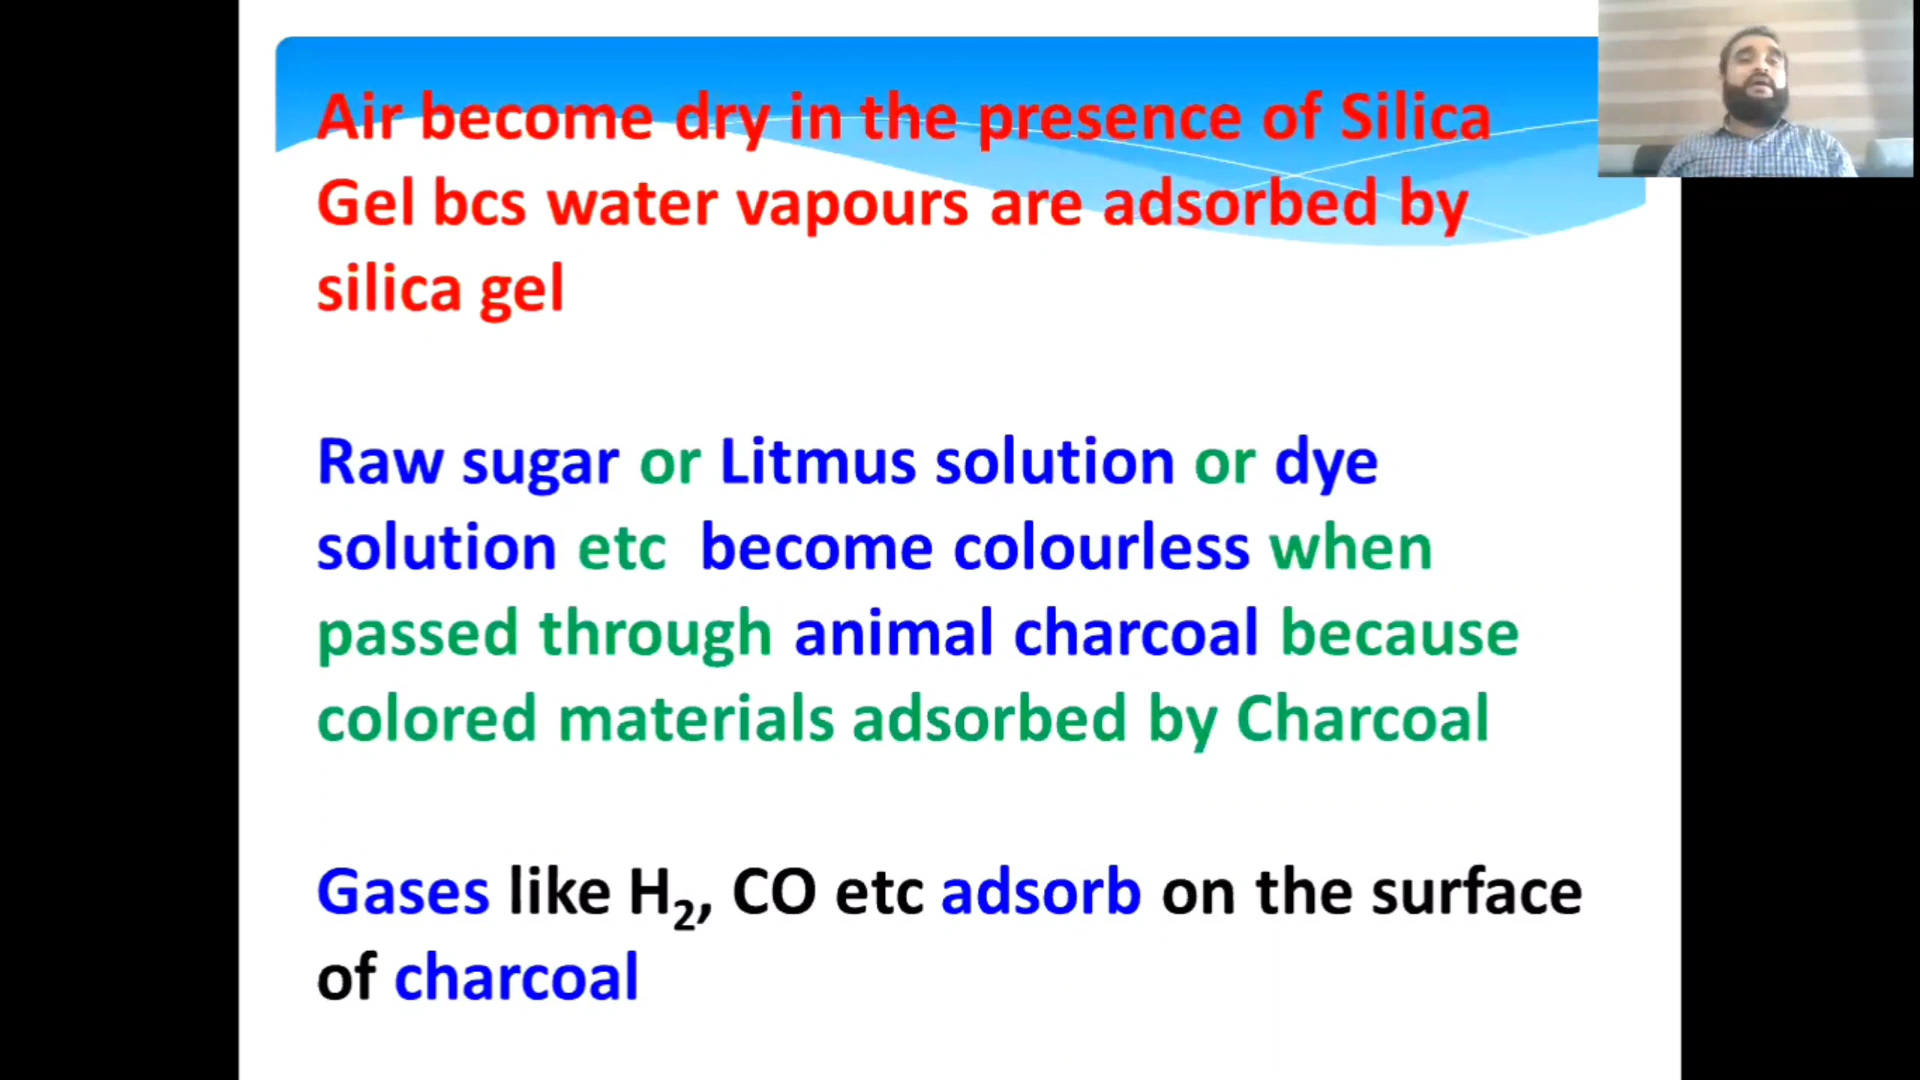 Air become dry in the presence of Silica
Gel bcs water vapours are adsorbed by
silica gel
Raw sugar or Litmus solution or dye
solution etc become colourless when
passed through animal charcoal because
colored materials adsorbed by Charcoal
Gases like H₂, CO etc adsorb on the surface
of charcoal